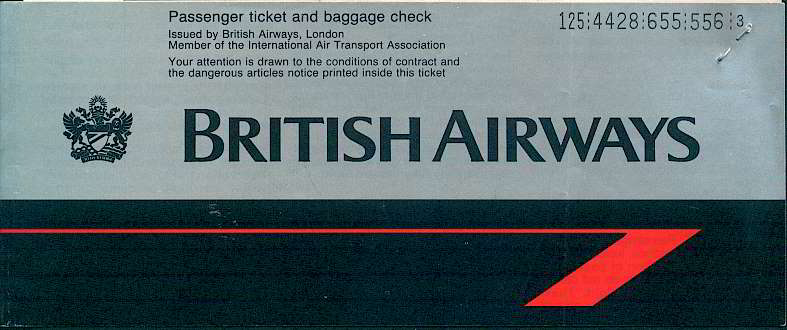 Passenger ticket and baggage check
125:4428:655:556:3
Issued by British Airways, London
Member of the International Air Transport Association
Your attention is drawn to the conditions of contract and
the dangerous articles notice printed inside this ticket
BRITISH AIRWAYS